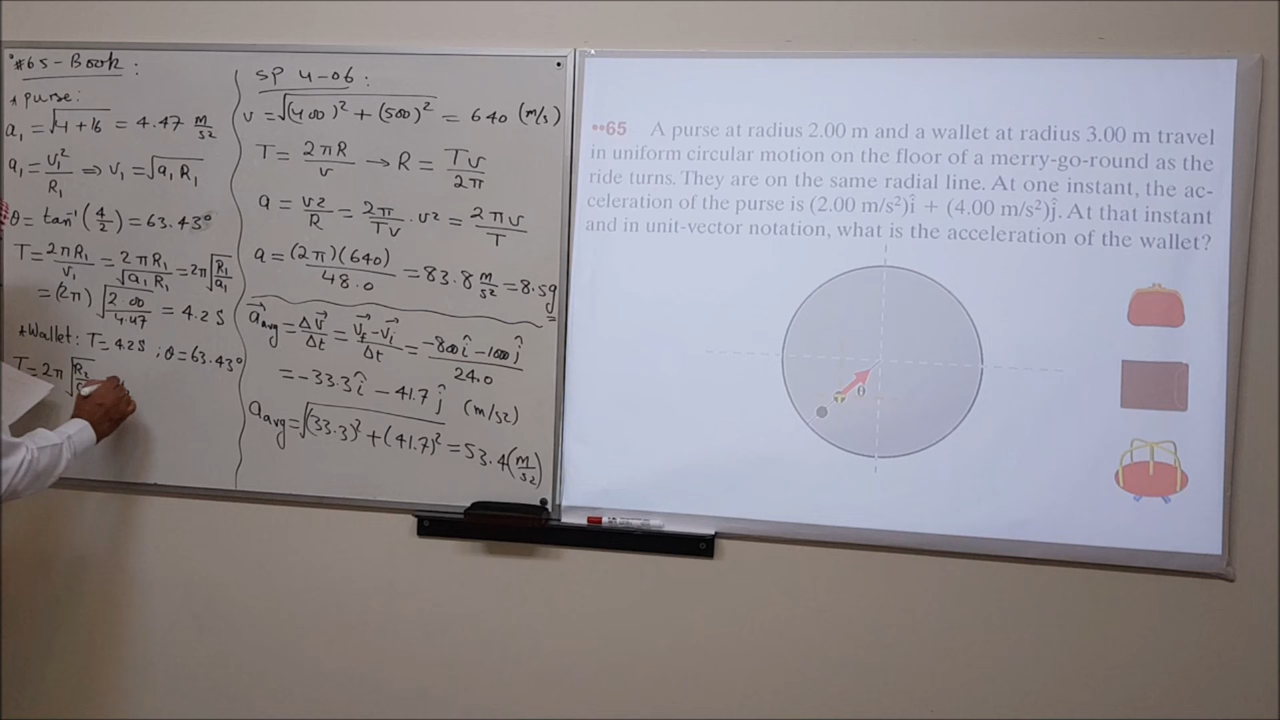 #65-Book:
* purse:
a₁ = √(4+16) = 4.47 m/s²
a₁ = v₁²/R₁ ⇒ v₁ = √(a₁ R₁)
θ = tan⁻¹(4/2) = 63.43°
T = 2πR₁/v₁ = 2πR₁/√(a₁ R₁) = 2π√(R₁/a₁)
= (2π) √(2.00/4.47) = 4.2 s
* Wallet: T = 4.2 s ; θ = 63.43°
T = 2π √(R₂/
SP 4-06:
v = √((400)² + (500)²) = 640 (m/s)
T = 2πR/v → R = Tv/2π
a = v²/R = 2π/Tv . v² = 2πv/T
a = (2π)(640)/48.0 = 83.8 m/s² = 8.5g
a⃗avg = Δv⃗/Δt = (v⃗f - v⃗i)/Δt = (-800î - 1000ĵ)/24.0
= -33.3 î - 41.7 ĵ (m/s²)
aavg = √((33.3)² + (41.7)²) = 53.4 (m/s²)
••65 A purse at radius 2.00 m and a wallet at radius 3.00 m travel
in uniform circular motion on the floor of a merry-go-round as the
ride turns. They are on the same radial line. At one instant, the ac-
celeration of the purse is (2.00 m/s²)î + (4.00 m/s²)ĵ. At that instant
and in unit-vector notation, what is the acceleration of the wallet?
θ